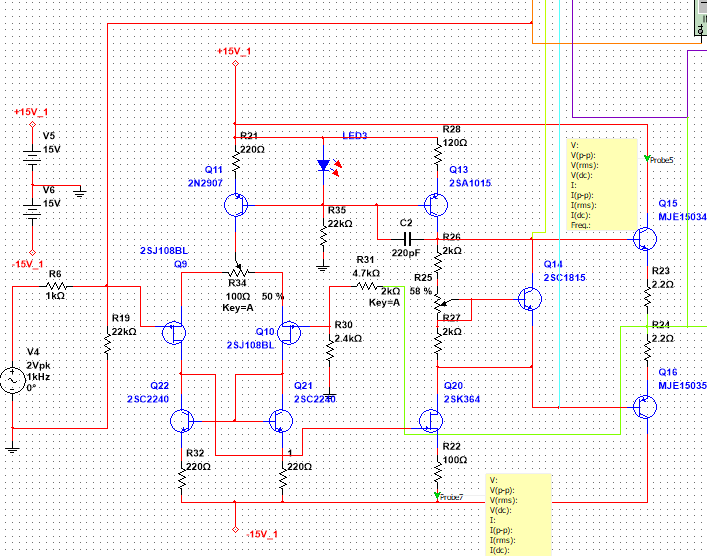 +15V_1
R21
220Ω
LED3
R28
120Ω
+15V_1
V5
15V
V6
15V
-15V_1
Q11
2N2907
Q13
2SA1015
V:
V(p-p):
V(rms):
V(dc):
I:
I(p-p):
I(rms):
I(dc):
Freq.:
Probe5
Q15
MJE15034
R35
22kΩ
C2
220pF
R26
2kΩ
2SJ108BL
Q9
R34
100Ω
50 %
Key=A
R31
4.7kΩ
R25
58 %
2kΩ
Key=A
Q14
2SC1815
R23
2.2Ω
R6
1kΩ
R19
22kΩ
Q10
2SJ108BL
R30
2.4kΩ
R27
2kΩ
R24
2.2Ω
V4
2Vpk
1kHz
0°
Q22
2SC2240
Q21
2SC2240
Q20
2SK364
Q16
MJE15035
R32
220Ω
1
220Ω
R22
100Ω
Probe7
-15V_1
V:
V(p-p):
V(rms):
V(dc):
I:
I(p-p):
I(rms):
I(dc):